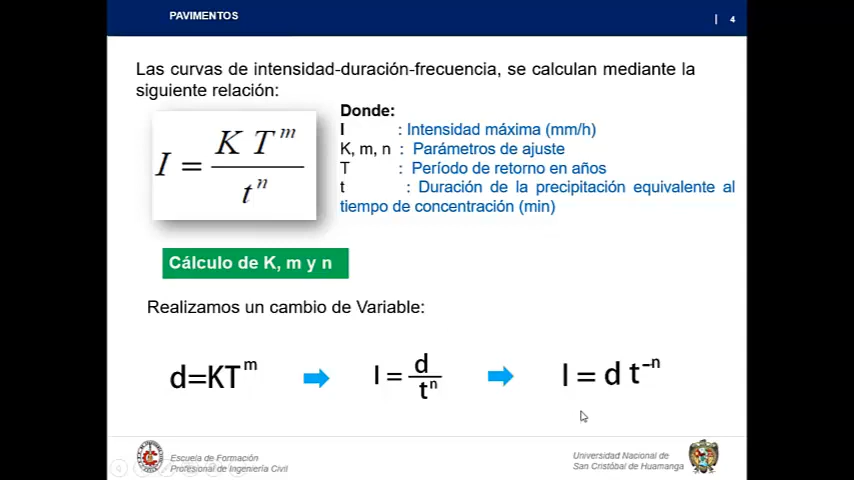 PAVIMENTOS
| 4
Las curvas de intensidad-duración-frecuencia, se calculan mediante la
siguiente relación:
I = K T^m / t^n
Donde:
I : Intensidad máxima (mm/h)
K, m, n : Parámetros de ajuste
T : Período de retorno en años
t : Duración de la precipitación equivalente al
tiempo de concentración (min)
Cálculo de K, m y n
Realizamos un cambio de Variable:
d=KT^m
I = d / t^n
I = d t^-n
Escuela de Formación
Profesional de Ingeniería Civil
Universidad Nacional de
San Cristóbal de Huamanga